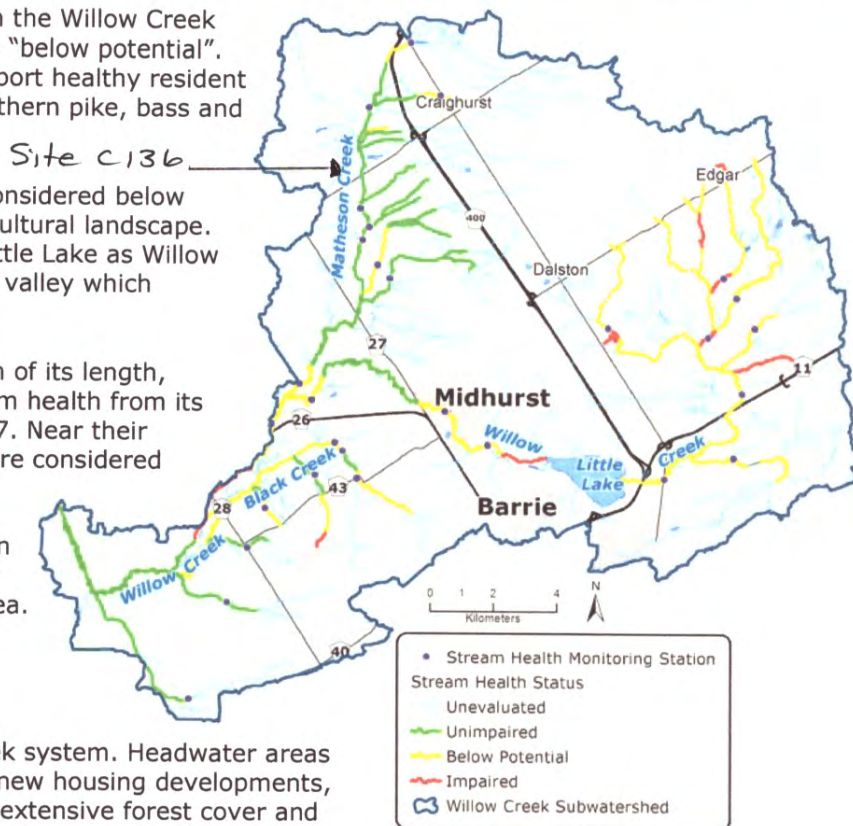 n the Willow Creek
"below potential".
port healthy resident
thern pike, bass and
Site C136
onsidered below
cultural landscape.
ttle Lake as Willow
valley which
n of its length,
m health from its
7. Near their
re considered
n
ea.
ek system. Headwater areas
new housing developments,
extensive forest cover and
Craighurst
Matheson Creek
400
Edgar
Dalston
27
11
Midhurst
26
Willow
Creek
Little
Lake
Black Creek
43
Barrie
28
Willow Creek
40
0 1 2 4
Kilometers
N
Stream Health Monitoring Station
Stream Health Status
Unevaluated
Unimpaired
Below Potential
Impaired
Willow Creek Subwatershed